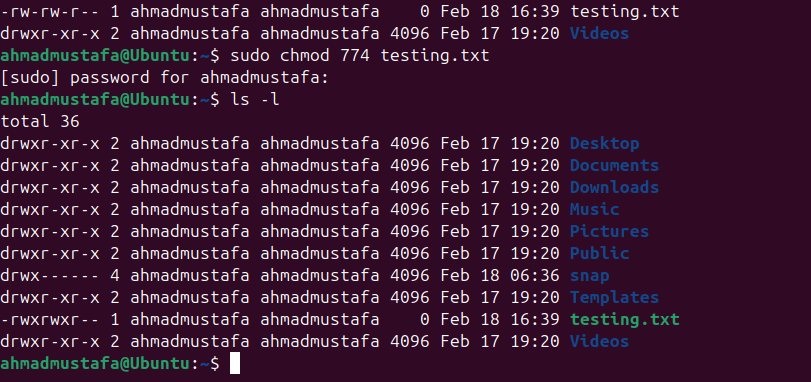 -rw-rw-r-- 1 ahmadmustafa ahmadmustafa    0 Feb 18 16:39 testing.txt
drwxr-xr-x 2 ahmadmustafa ahmadmustafa 4096 Feb 17 19:20 Videos
ahmadmustafa@Ubuntu:~$ sudo chmod 774 testing.txt
[sudo] password for ahmadmustafa:
ahmadmustafa@Ubuntu:~$ ls -l
total 36
drwxr-xr-x 2 ahmadmustafa ahmadmustafa 4096 Feb 17 19:20 Desktop
drwxr-xr-x 2 ahmadmustafa ahmadmustafa 4096 Feb 17 19:20 Documents
drwxr-xr-x 2 ahmadmustafa ahmadmustafa 4096 Feb 17 19:20 Downloads
drwxr-xr-x 2 ahmadmustafa ahmadmustafa 4096 Feb 17 19:20 Music
drwxr-xr-x 2 ahmadmustafa ahmadmustafa 4096 Feb 17 19:20 Pictures
drwxr-xr-x 2 ahmadmustafa ahmadmustafa 4096 Feb 17 19:20 Public
drwx------ 4 ahmadmustafa ahmadmustafa 4096 Feb 18 06:36 snap
drwxr-xr-x 2 ahmadmustafa ahmadmustafa 4096 Feb 17 19:20 Templates
-rwxrwxr-- 1 ahmadmustafa ahmadmustafa    0 Feb 18 16:39 testing.txt
drwxr-xr-x 2 ahmadmustafa ahmadmustafa 4096 Feb 17 19:20 Videos
ahmadmustafa@Ubuntu:~$